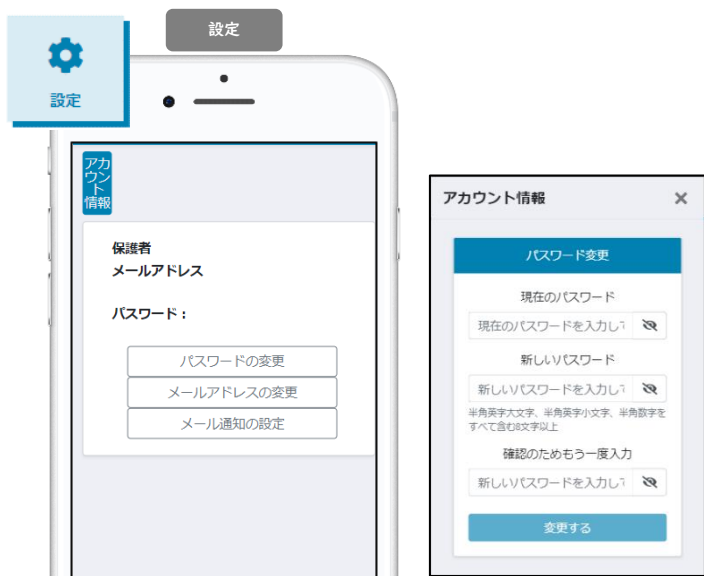 設定
設定
アカ
ウン
ト
情報
保護者
メールアドレス
パスワード：
パスワードの変更
メールアドレスの変更
メール通知の設定
アカウント情報
パスワード変更
現在のパスワード
現在のパスワードを入力して
新しいパスワード
新しいパスワードを入力して
半角英字大文字、半角英字小文字、半角数字を
すべて含む8文字以上
確認のためもう一度入力
新しいパスワードを入力して
変更する